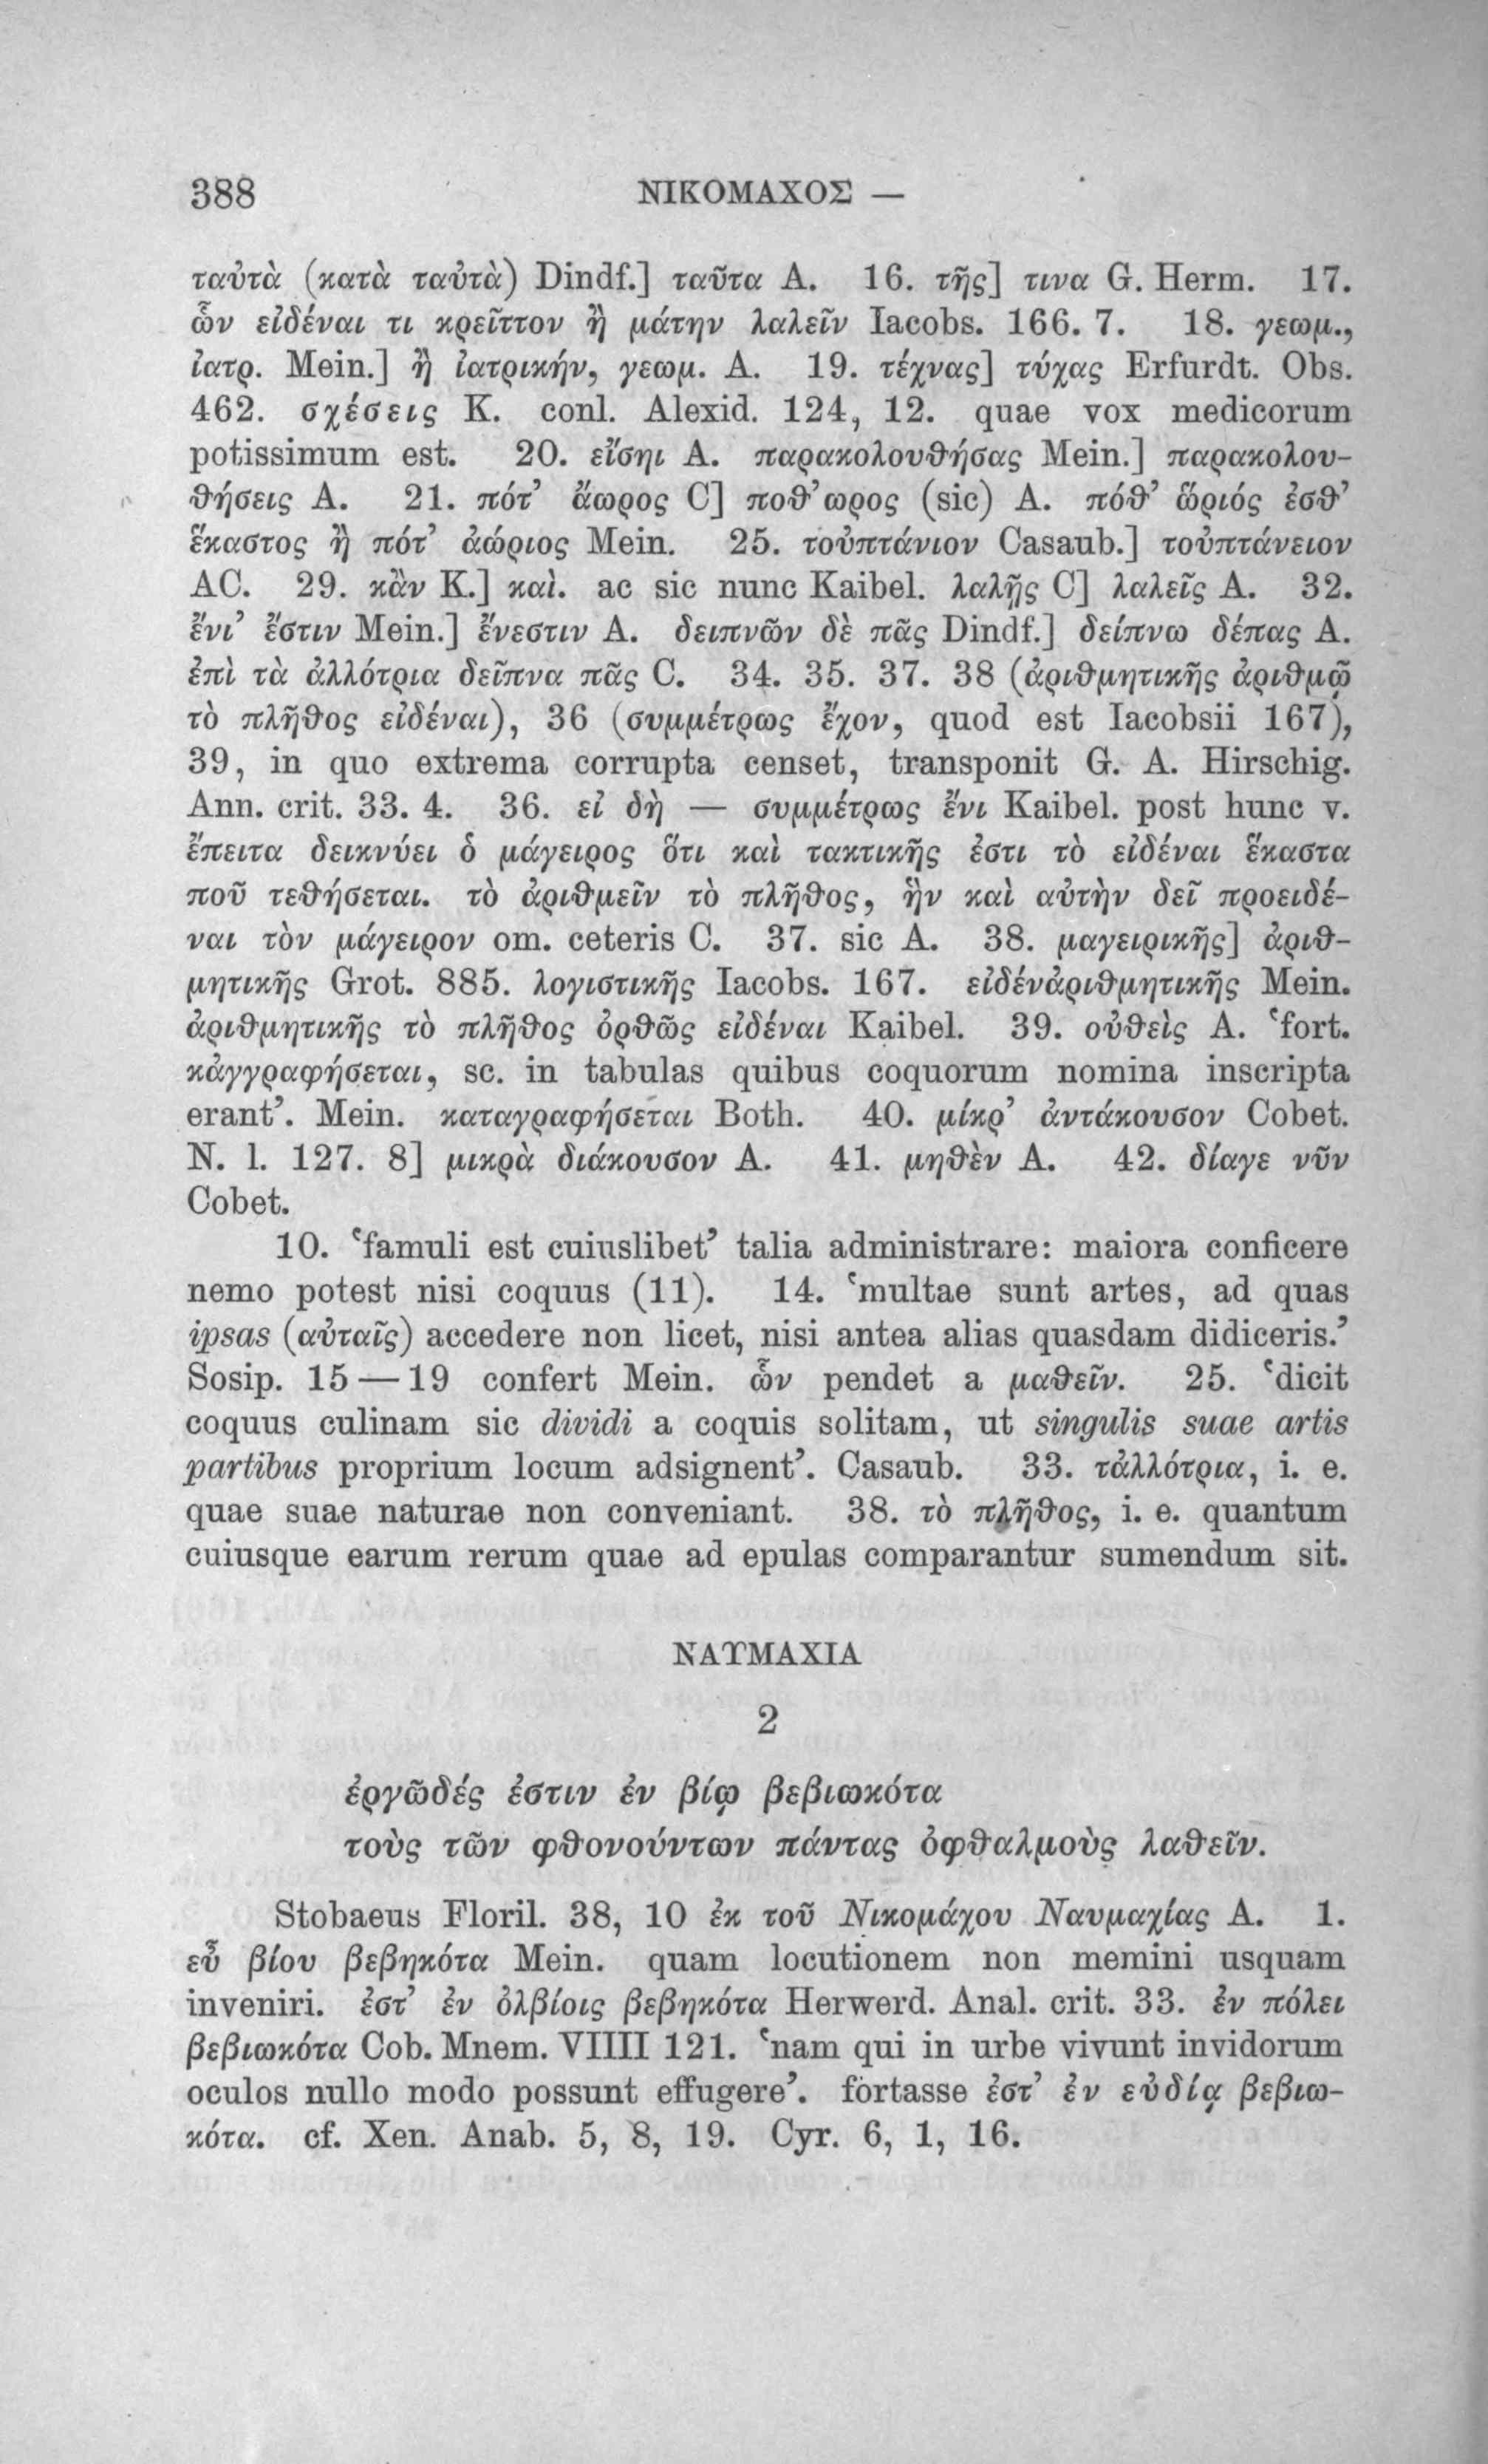 388 ΝΙΚΟΜΑΧΟΣ —
ταὐτὰ (κατὰ ταὐτὰ) Dindf.] ταῦτα A. 16. τῆς] τινα G. Herm. 17.
ὧν εἰδέναι τι κρεῖττον ἢ μάτην λαλεῖν Iacobs. 166. 7. 18. γεωμ.,
ἰατρ. Mein.] ἢ ἰατρικήν, γεωμ. A. 19. τέχνας] τύχας Erfurdt. Obs.
462. σχέσεις K. conl. Alexid. 124, 12. quae vox medicorum
potissimum est. 20. εἴσηι A. παρακολουϑήσας Mein.] παρακολου-
ϑήσεις A. 21. πότ’ ἄωρος C] ποϑ’ωρος (sic) A. πόϑ’ ὥριός ἐσϑ’
ἕκαστος ἢ πότ’ ἀώριος Mein. 25. τοὐπτάνιον Casaub.] τοὐπτάνειον
AC. 29. κἂν K.] καὶ. ac sic nunc Kaibel. λαλῇς C] λαλεῖς A. 32.
ἔνι’ ἔστιν Mein.] ἔνεστιν A. δειπνῶν δὲ πᾶς Dindf.] δείπνω δέπας A.
ἐπὶ τὰ ἀλλότρια δεῖπνα πᾶς C. 34. 35. 37. 38 (ἀριϑμητικῆς ἀριϑμῷ
τὸ πλῆϑος εἰδέναι), 36 (συμμέτρως ἔχον, quod est Iacobsii 167),
39, in quo extrema corrupta censet, transponit G. A. Hirschig.
Ann. crit. 33. 4. 36. εἰ δὴ — συμμέτρως ἔνι Kaibel. post hunc v.
ἔπειτα δεικνύει ὁ μάγειρος ὅτι καὶ τακτικῆς ἐστι τὸ εἰδέναι ἕκαστα
ποῦ τεϑήσεται. τὸ ἀριϑμεῖν τὸ πλῆϑος, ἣν καὶ αὐτὴν δεῖ προειδέ-
ναι τὸν μάγειρον om. ceteris C. 37. sic A. 38. μαγειρικῆς] ἀριϑ-
μητικῆς Grot. 885. λογιστικῆς Iacobs. 167. εἰδέναριϑμητικῆς Mein.
ἀριϑμητικῆς τὸ πλῆϑος ὀρϑῶς εἰδέναι Kaibel. 39. οὐϑεὶς A. ‘fort.
κἀγγραφήσεται, sc. in tabulas quibus coquorum nomina inscripta
erant’. Mein. καταγραφήσεται Both. 40. μίκρ’ ἀντάκουσον Cobet.
N. l. 127. 8] μικρὰ διάκουσον A. 41. μηϑὲν A. 42. δίαγε νῦν
Cobet.
10. ‘famuli est cuiuslibet’ talia administrare: maiora conficere
nemo potest nisi coquus (11). 14. ‘multae sunt artes, ad quas
ipsas (αὐταῖς) accedere non licet, nisi antea alias quasdam didiceris.’
Sosip. 15—19 confert Mein. ὧν pendet a μαϑεῖν. 25. ‘dicit
coquus culinam sic dividi a coquis solitam, ut singulis suae artis
partibus proprium locum adsignent’. Casaub. 33. τἀλλότρια, i. e.
quae suae naturae non conveniant. 38. τὸ πλῆϑος, i. e. quantum
cuiusque earum rerum quae ad epulas comparantur sumendum sit.
ΝΑΥΜΑΧΙΑ
2
ἐργῶδές ἐστιν ἐν βίῳ βεβιωκότα
τοὺς τῶν φϑονούντων πάντας ὀφϑαλμοὺς λαϑεῖν.
Stobaeus Floril. 38, 10 ἐκ τοῦ Νικομάχου Ναυμαχίας A. 1.
εὖ βίου βεβηκότα Mein. quam locutionem non memini usquam
inveniri. ἐστ’ ἐν ὀλβίοις βεβηκότα Herwerd. Anal. crit. 33. ἐν πόλει
βεβιωκότα Cob. Mnem. VIIII 121. ‘nam qui in urbe vivunt invidorum
oculos nullo modo possunt effugere’. fortasse ἐστ’ ἐν εὐδίᾳ βεβιω-
κότα. cf. Xen. Anab. 5, 8, 19. Cyr. 6, 1, 16.